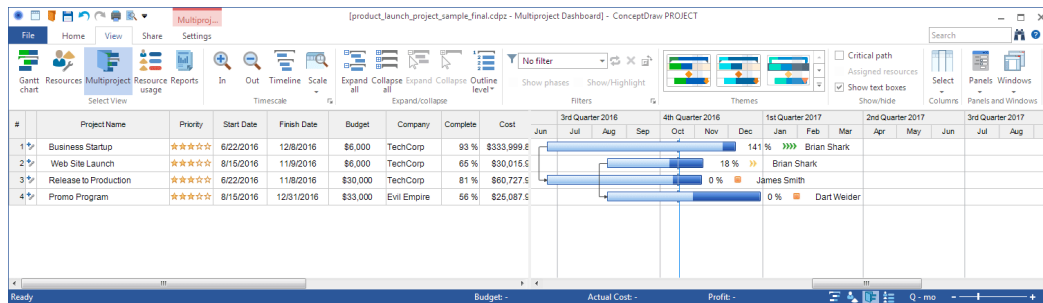 Multiproj...
[product_launch_project_sample_final.cdpz - Multiproject Dashboard] - ConceptDraw PROJECT
File Home View Share Settings Search
No filter Critical path
Assigned resources
Show phases Show/Highlight Show text boxes
Gantt chart Resources Multiproject Resource usage Reports In Out Timeline Scale Expand all Collapse all Expand Collapse Outline level Select Panels Windows
Select View Timescale Expand/collapse Filters Themes Show/hide Columns Panels and Windows
3rd Quarter 2016 4th Quarter 2016 1st Quarter 2017 2nd Quarter 2017 3rd Quarter 2017
# Project Name Priority Start Date Finish Date Budget Company Complete Cost
Jun Jul Aug Sep Oct Nov Dec Jan Feb Mar Apr May Jun Jul Aug
1 Business Startup 6/22/2016 12/8/2016 $6,000 TechCorp 93 % $333,999.8 141 % Brian Shark
2 Web Site Launch 8/15/2016 11/9/2016 $6,000 TechCorp 65 % $30,015.9 18 % Brian Shark
3 Release to Production 6/22/2016 11/8/2016 $30,000 TechCorp 81 % $60,727.9 0 % James Smith
4 Promo Program 8/15/2016 12/31/2016 $33,000 Evil Empire 56 % $25,087.9 0 % Dart Weider
Ready Budget: - Actual Cost: - Profit: - Q - mo